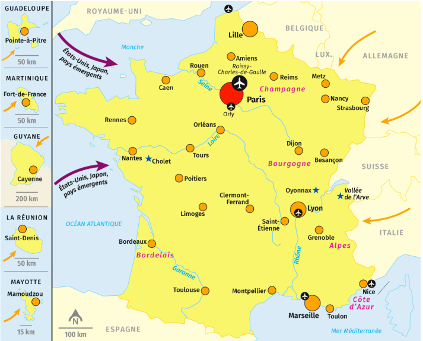 GUADELOUPE
Pointe-à-Pitre
50 km
MARTINIQUE
Fort-de-France
50 km
GUYANE
Cayenne
200 km
LA RÉUNION
Saint-Denis
50 km
MAYOTTE
Mamoudzou
15 km
ROYAUME-UNI
États-Unis, Japon,
pays émergents
Manche
Lille
BELGIQUE
LUX.
ALLEMAGNE
Amiens
Rouen
Roissy-
Charles-de-Gaulle
Reims
Metz
Caen
Seine
Champagne
Nancy
Paris
Strasbourg
Orly
Rennes
Orléans
Loire
Nantes
Cholet
Tours
Dijon
Besançon
Bourgogne
SUISSE
États-Unis, Japon,
pays émergents
Poitiers
Oyonnax
Vallée
de l'Arve
Limoges
Clermont-
Ferrand
Lyon
Saint-
Étienne
OCÉAN ATLANTIQUE
ITALIE
Grenoble
Bordeaux
Alpes
Bordelais
Rhône
Garonne
Toulouse
Montpellier
Nice
Côte
d'Azur
Marseille
Toulon
N
100 km
ESPAGNE
Mer Méditerranée